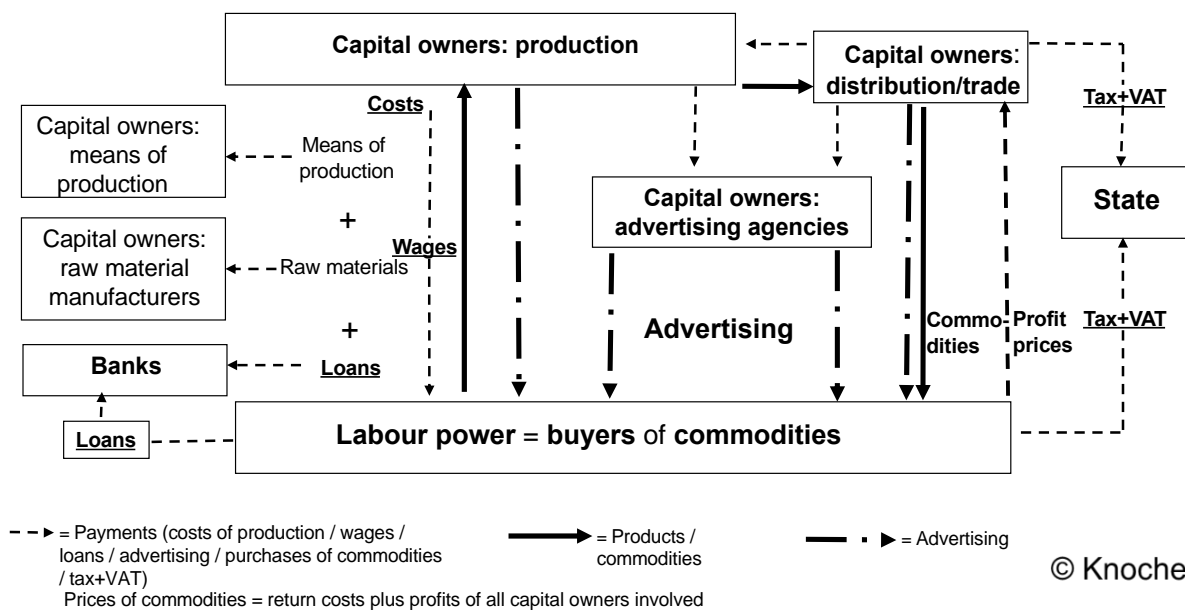 Capital owners: production
Capital owners:
distribution/trade
Costs
Tax+VAT
Capital owners:
means of
production
Means of
production
+
Capital owners:
advertising agencies
State
Capital owners:
raw material
manufacturers
Wages
Raw materials
+
Advertising
Commo-
dities
Profit
prices
Tax+VAT
Banks
Loans
Loans
Labour power = buyers of commodities
= Payments (costs of production / wages /
loans / advertising / purchases of commodities
/ tax+VAT)
Prices of commodities = return costs plus profits of all capital owners involved
= Products /
commodities
= Advertising
© Knoche